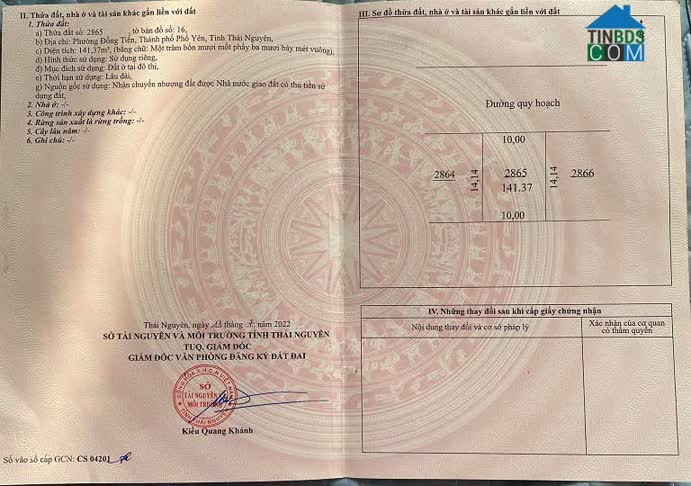 II. Thửa đất, nhà ở và tài sản khác gắn liền với đất
1. Thửa đất:
a) Thửa đất số: 2865 , tờ bản đồ số: 16,
b) Địa chỉ: Phường Đồng Tiến, Thành phố Phổ Yên, Tỉnh Thái Nguyên,
c) Diện tích: 141,37m², (bằng chữ: Một trăm bốn mươi mốt phẩy ba mươi bảy mét vuông),
d) Hình thức sử dụng: Sử dụng riêng,
đ) Mục đích sử dụng: Đất ở tại đô thị,
e) Thời hạn sử dụng: Lâu dài,
g) Nguồn gốc sử dụng: Nhận chuyển nhượng đất được Nhà nước giao đất có thu tiền sử
dụng đất,
2. Nhà ở: -/-
3. Công trình xây dựng khác: -/-
4. Rừng sản xuất là rừng trồng: -/-
5. Cây lâu năm: -/-
6. Ghi chú: -/-
Thái Nguyên, ngày tháng năm 2022
SỞ TÀI NGUYÊN VÀ MÔI TRƯỜNG TỈNH THÁI NGUYÊN
TUQ. GIÁM ĐỐC
GIÁM ĐỐC VĂN PHÒNG ĐĂNG KÝ ĐẤT ĐAI
SỞ
TÀI NGUYÊN
MÔI TRƯỜNG
Kiều Quang Khánh
Số vào sổ cấp GCN: CS 04201
III. Sơ đồ thửa đất, nhà ở và tài sản khác gắn liền với đất
TINBDS
COM
Đường quy hoạch
10,00
2864
14,14
2865
141.37
14,14
2866
10,00
IV. Những thay đổi sau khi cấp giấy chứng nhận
Nội dung thay đổi và cơ sở pháp lý
Xác nhận của cơ quan
có thẩm quyền